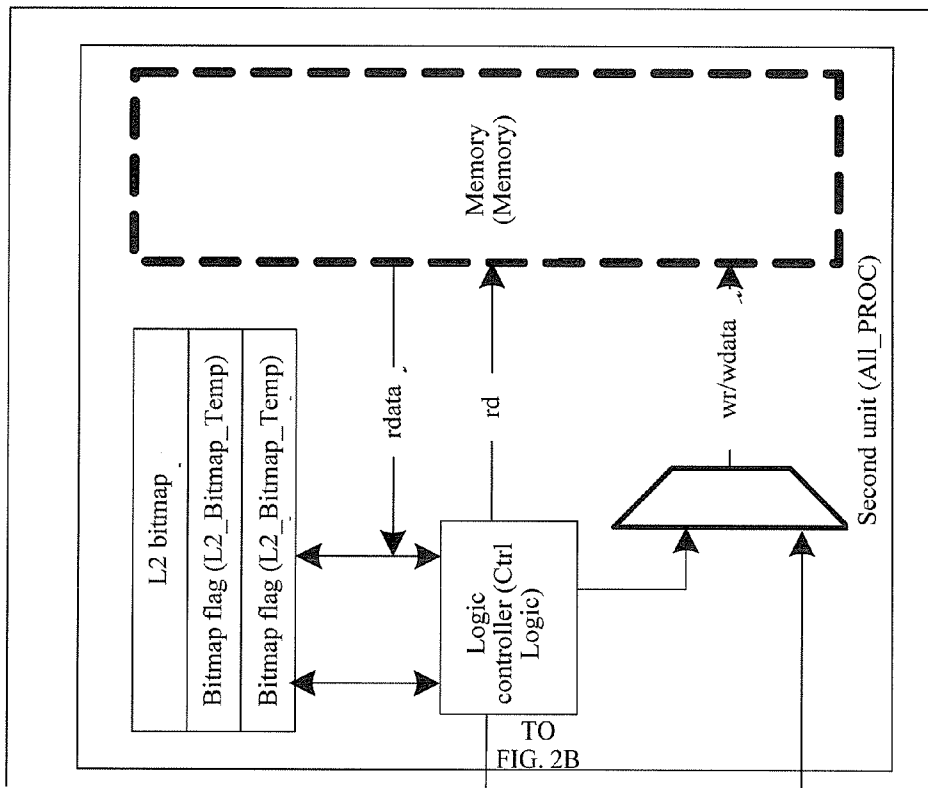 Memory
(Memory)
L2 bitmap
Bitmap flag (L2_Bitmap_Temp)
Bitmap flag (L2_Bitmap_Temp)
rdata
rd
wr/wdata
Second unit (All_PROC)
Logic
controller (Ctrl
Logic)
TO
FIG. 2B